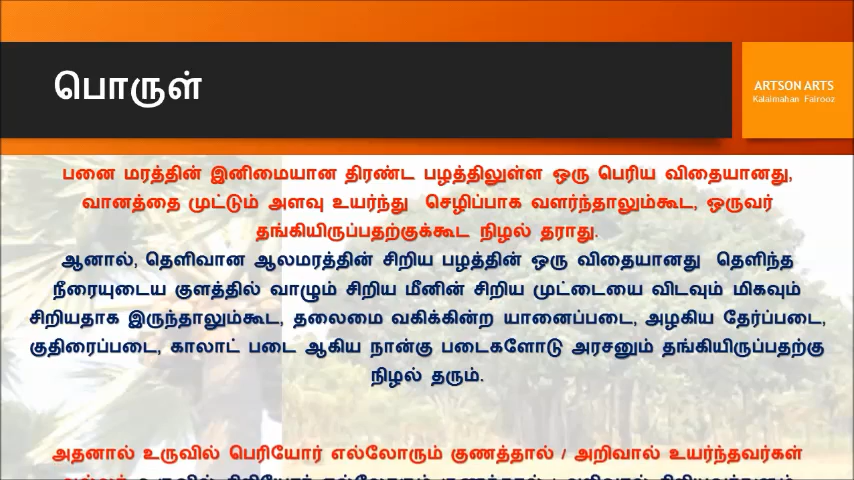 பொருள்
ARTSON ARTS
Kalaimahan Fairooz
பனை மரத்தின் இனிமையான திரண்ட பழத்திலுள்ள ஒரு பெரிய விதையானது,
வானத்தை முட்டும் அளவு உயர்ந்து செழிப்பாக வளர்ந்தாலும்கூட, ஒருவர்
தங்கியிருப்பதற்குக்கூட நிழல் தராது.
ஆனால், தெளிவான ஆலமரத்தின் சிறிய பழத்தின் ஒரு விதையானது தெளிந்த
நீரையுடைய குளத்தில் வாழும் சிறிய மீனின் சிறிய முட்டையை விடவும் மிகவும்
சிறியதாக இருந்தாலும்கூட, தலைமை வகிக்கின்ற யானைப்படை, அழகிய தேர்ப்படை,
குதிரைப்படை, காலாட் படை ஆகிய நான்கு படைகளோடு அரசனும் தங்கியிருப்பதற்கு
நிழல் தரும்.
அதனால் உருவில் பெரியோர் எல்லோரும் குணத்தால் / அறிவால் உயர்ந்தவர்கள்